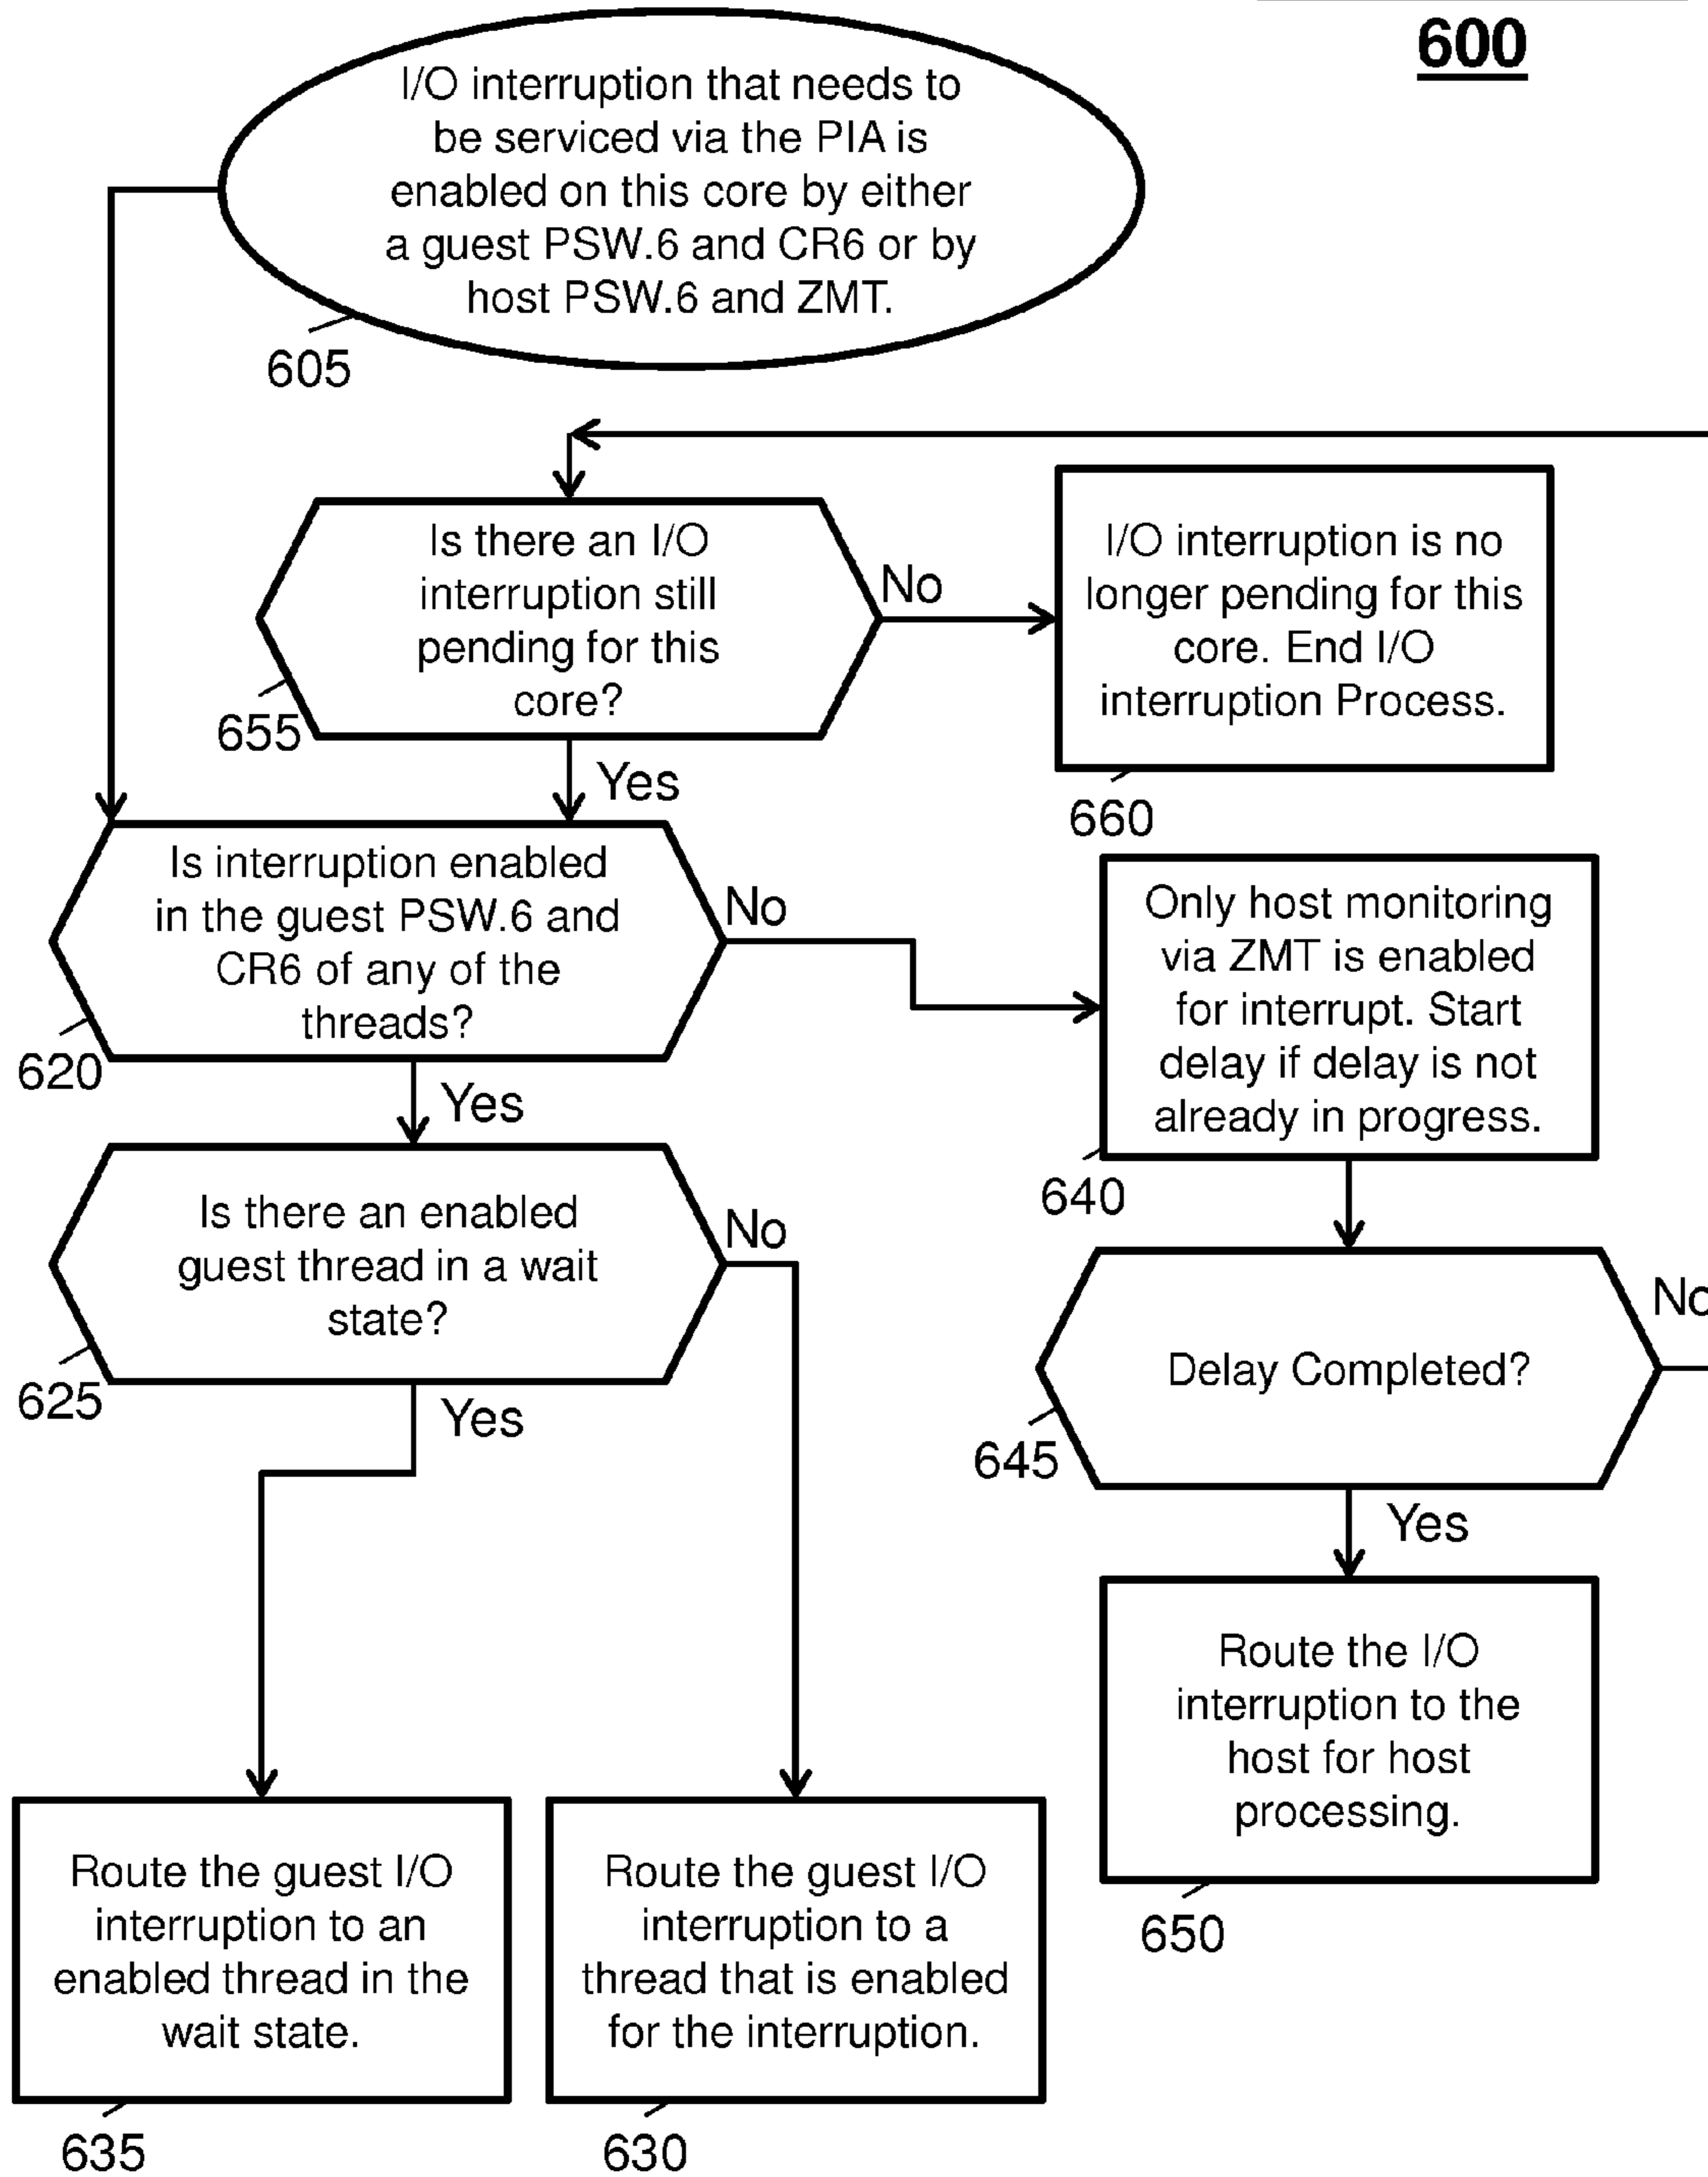 600
I/O interruption that needs to
be serviced via the PIA is
enabled on this core by either
a guest PSW.6 and CR6 or by
host PSW.6 and ZMT.
605
Is there an I/O
interruption still
pending for this
core?
655
No
Yes
I/O interruption is no
longer pending for this
core. End I/O
interruption Process.
660
Is interruption enabled
in the guest PSW.6 and
CR6 of any of the
threads?
620
No
Yes
Only host monitoring
via ZMT is enabled
for interrupt. Start
delay if delay is not
already in progress.
640
Is there an enabled
guest thread in a wait
state?
625
No
Yes
Delay Completed?
645
No
Yes
Route the I/O
interruption to the
host for host
processing.
650
Route the guest I/O
interruption to an
enabled thread in the
wait state.
635
Route the guest I/O
interruption to a
thread that is enabled
for the interruption.
630